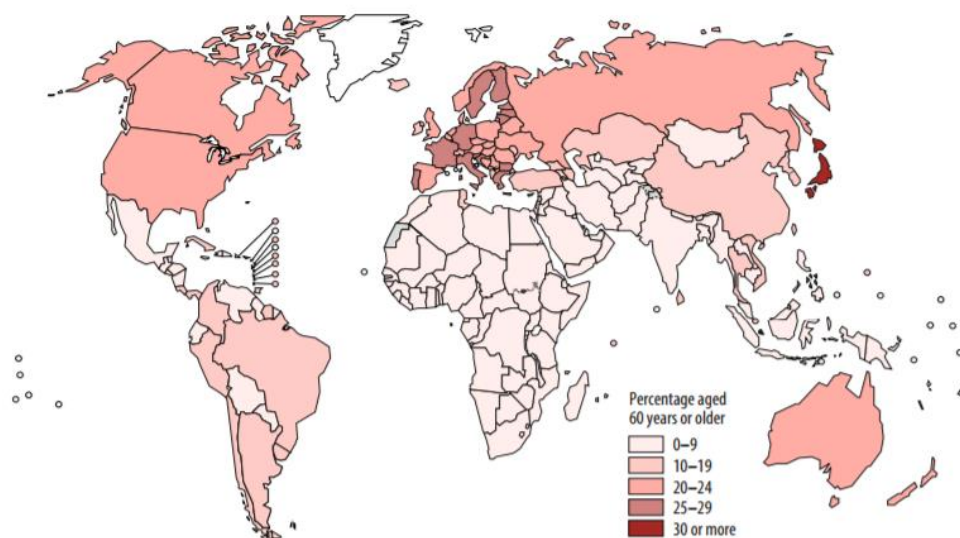 Percentage aged
60 years or older
0–9
10–19
20–24
25–29
30 or more